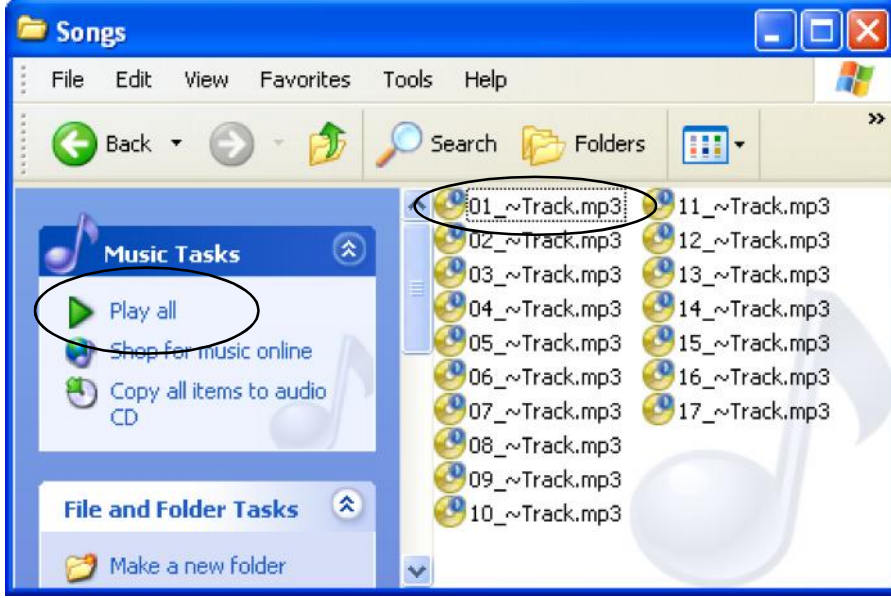 Songs
File Edit View Favorites Tools Help
»
Back Search Folders
Music Tasks
Play all
Shop for music online
Copy all items to audio
CD
File and Folder Tasks
Make a new folder
01_~Track.mp3
02_~Track.mp3
03_~Track.mp3
04_~Track.mp3
05_~Track.mp3
06_~Track.mp3
07_~Track.mp3
08_~Track.mp3
09_~Track.mp3
10_~Track.mp3
11_~Track.mp3
12_~Track.mp3
13_~Track.mp3
14_~Track.mp3
15_~Track.mp3
16_~Track.mp3
17_~Track.mp3